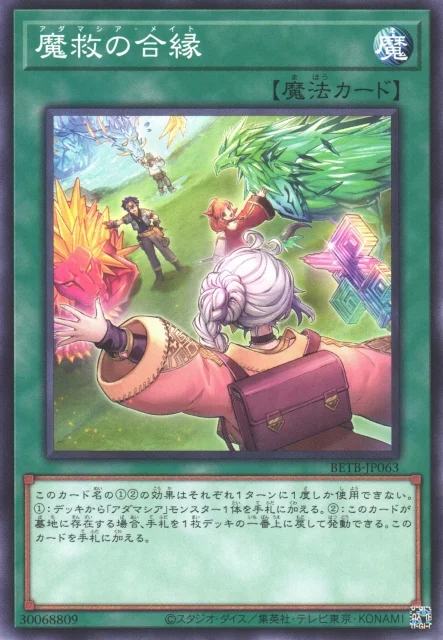 アダマシア・メイト
魔救の合縁
魔
【魔法カード】
BETB-JP063
このカード名の①②の効果はそれぞれ１ターンに１度しか使用できない。
①：デッキから「アダマシア」モンスター１体を手札に加える。②：このカードが
墓地に存在する場合、手札を１枚デッキの一番上に戻して発動できる。この
カードを手札に加える。
30068809
©スタジオ・ダイス／集英社・テレビ東京・KONAMI